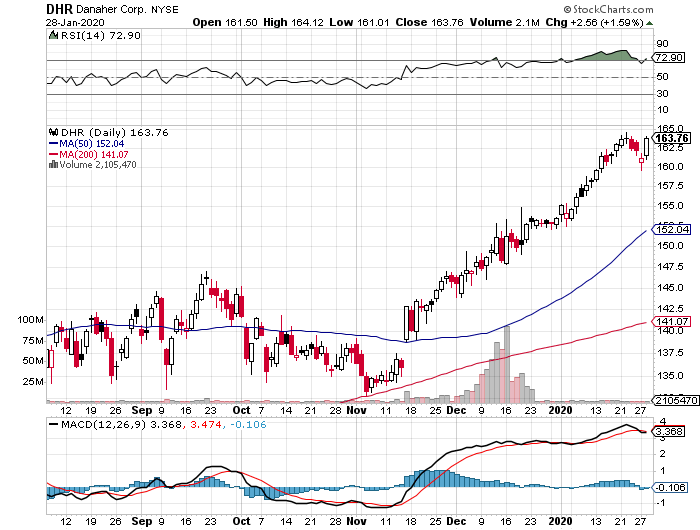 DHR Danaher Corp. NYSE © StockCharts.com
28-Jan-2020 Open 161.50 High 164.12 Low 161.01 Close 163.76 Volume 2.1M Chg +2.56 (+1.59%)
RSI(14) 72.90
90
72.90
50
30
10
DHR (Daily) 163.76
MA(50) 152.04
MA(200) 141.07
Volume 2,105,470
165.0
163.76
162.5
160.0
157.5
155.0
152.5
152.04
150.0
147.5
145.0
142.5
141.07
140.0
137.5
135.0
2105470
100M
75M
50M
25M
12 19 26 Sep 9 16 23 Oct 7 14 21 28 Nov 11 18 25 Dec 9 16 23 2020 13 21 27
MACD(12,26,9) 3.368, 3.474, -0.106
4
3.368
3
2
1
-0.106
-1
12 19 26 Sep 9 16 23 Oct 7 14 21 28 Nov 11 18 25 Dec 9 16 23 2020 13 21 27